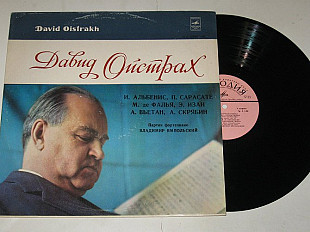 David Oistrakh
Давид Ойстрах
И. АЛЬБЕНИС, П. САРАСАТЕ
М. де ФАЛЬЯ, Э. ИЗАИ
А. ВЬЕТАН, А. СКРЯБИН
Партия фортепиано
ВЛАДИМИР ЯМПОЛЬСКИЙ